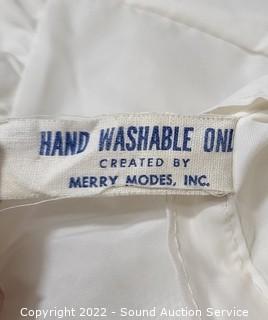 HAND WASHABLE ONL
CREATED BY
MERRY MODES, INC.
Copyright 2022 - Sound Auction Service